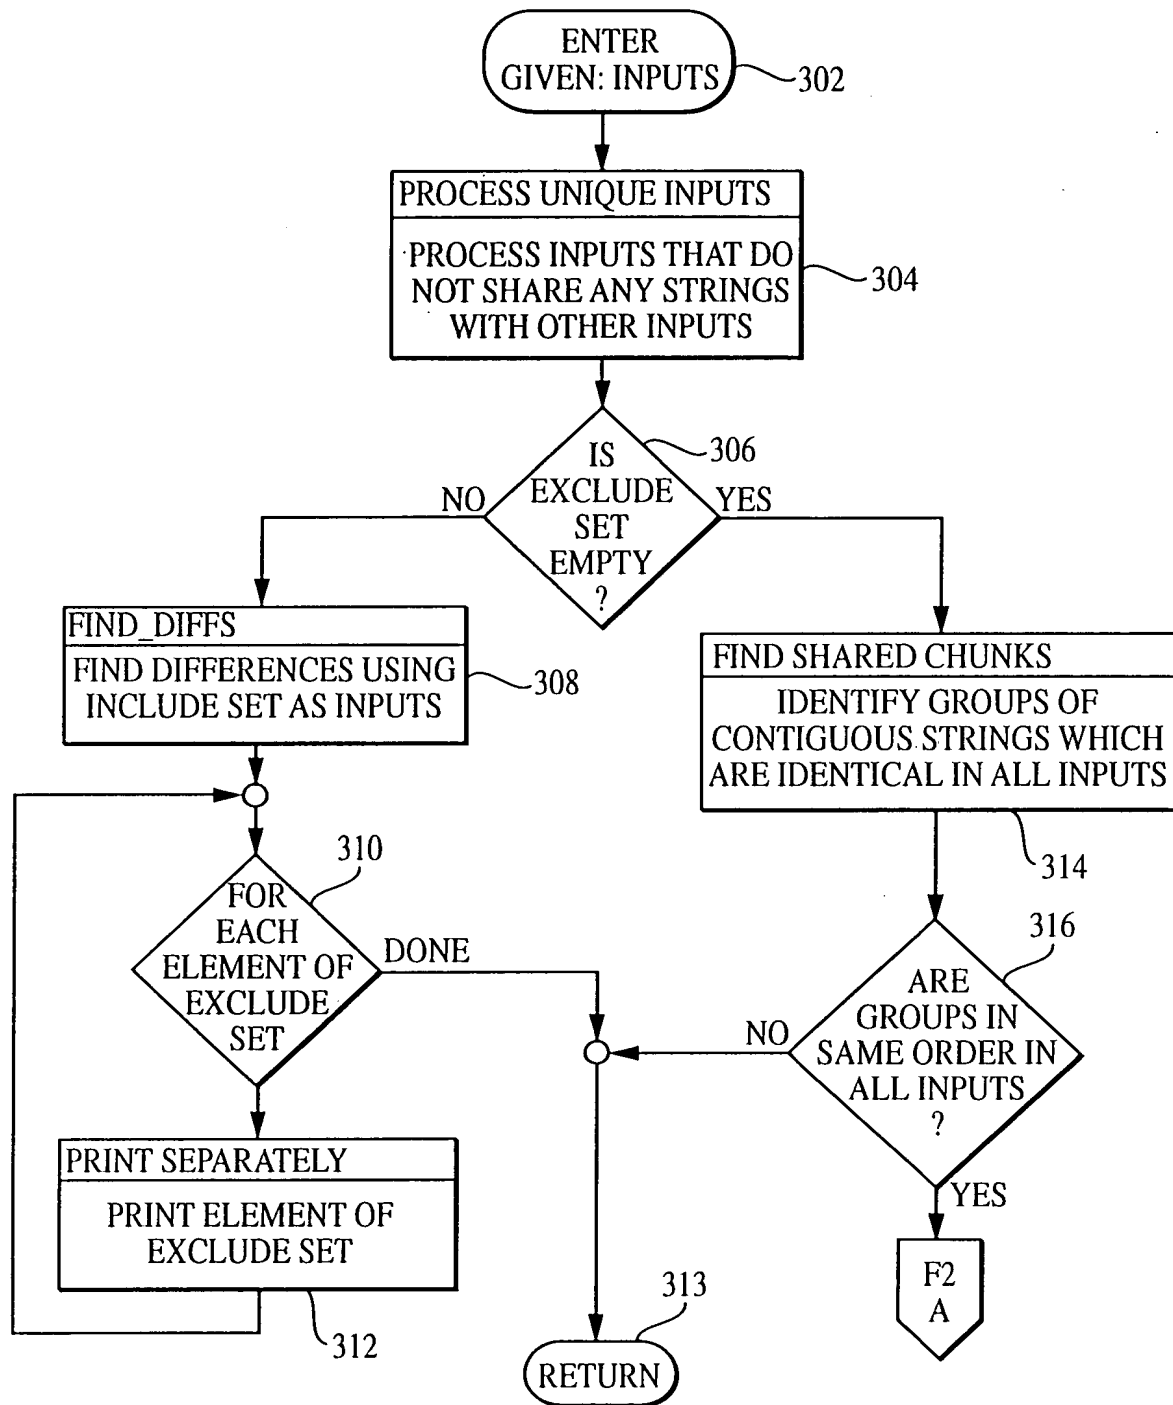 ENTER
GIVEN: INPUTS
302
PROCESS UNIQUE INPUTS
PROCESS INPUTS THAT DO
NOT SHARE ANY STRINGS
WITH OTHER INPUTS
304
IS
EXCLUDE
SET
EMPTY
?
306
NO
YES
FIND_DIFFS
FIND DIFFERENCES USING
INCLUDE SET AS INPUTS
308
FIND SHARED CHUNKS
IDENTIFY GROUPS OF
CONTIGUOUS STRINGS WHICH
ARE IDENTICAL IN ALL INPUTS
314
FOR
EACH
ELEMENT OF
EXCLUDE
SET
310
DONE
ARE
GROUPS IN
SAME ORDER IN
ALL INPUTS
?
316
NO
YES
PRINT SEPARATELY
PRINT ELEMENT OF
EXCLUDE SET
312
F2
A
RETURN
313